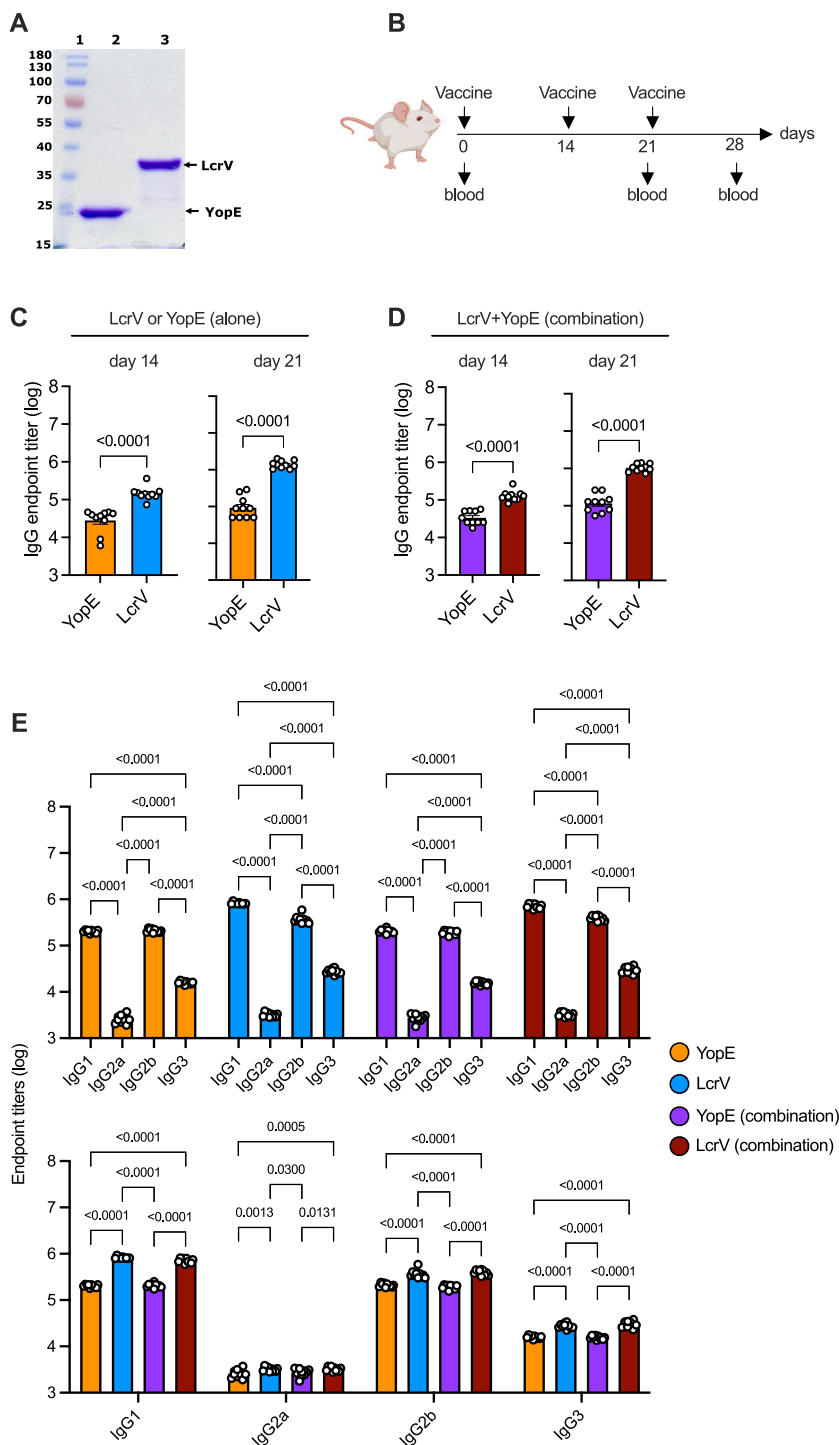 A
1 2 3
180
130
100
70
55
40
35
25
15
LcrV
YopE
B
Vaccine Vaccine Vaccine
0 14 21 28 days
blood blood blood
C
LcrV or YopE (alone)
day 14 day 21
IgG endpoint titer (log)
8
7
6
5
4
3
<0.0001 <0.0001
YopE LcrV YopE LcrV
D
LcrV+YopE (combination)
day 14 day 21
IgG endpoint titer (log)
8
7
6
5
4
3
<0.0001 <0.0001
YopE LcrV YopE LcrV
E
Endpoint titers (log)
<0.0001 <0.0001
<0.0001 <0.0001
<0.0001 <0.0001
<0.0001 <0.0001 <0.0001 <0.0001
<0.0001 <0.0001 <0.0001 <0.0001
<0.0001 <0.0001 <0.0001 <0.0001 <0.0001 <0.0001 <0.0001 <0.0001
8
7
6
5
4
3
IgG1 IgG2a IgG2b IgG3 IgG1 IgG2a IgG2b IgG3 IgG1 IgG2a IgG2b IgG3 IgG1 IgG2a IgG2b IgG3
YopE
LcrV
YopE (combination)
LcrV (combination)
<0.0001 0.0005 <0.0001 <0.0001
<0.0001 0.0300 <0.0001 <0.0001
<0.0001 <0.0001 0.0013 0.0131 <0.0001 <0.0001 <0.0001 <0.0001
8
7
6
5
4
3
IgG1 IgG2a IgG2b IgG3